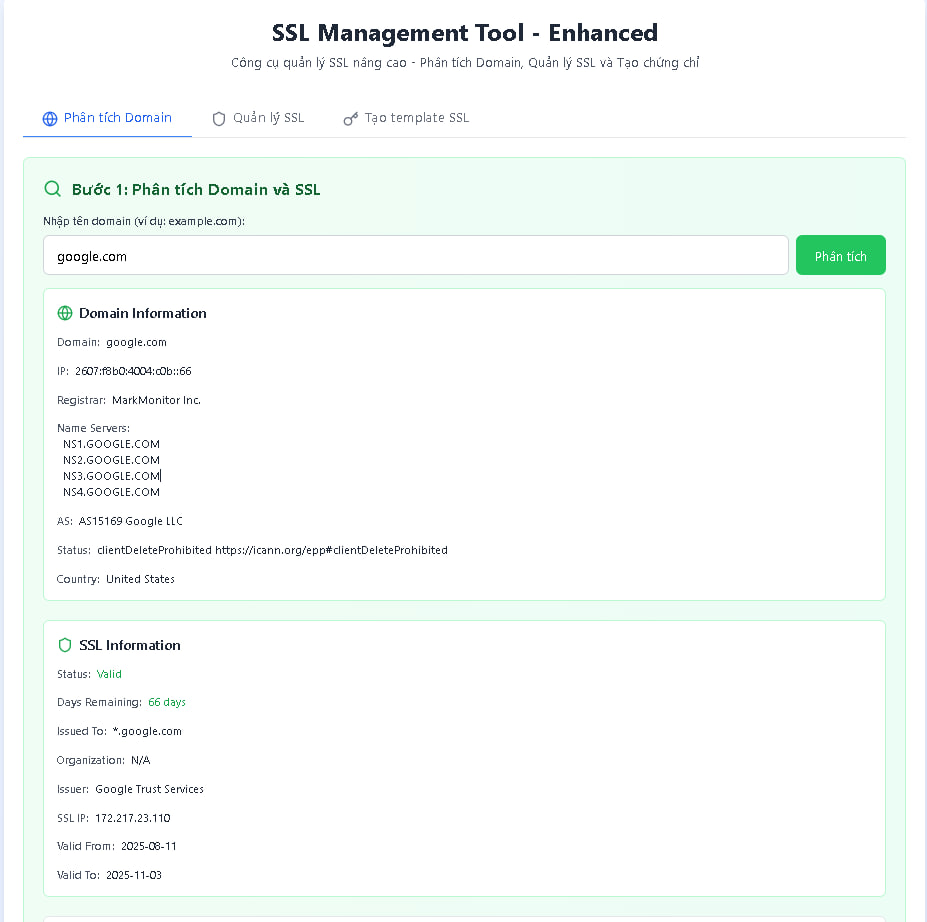 SSL Management Tool - Enhanced
Công cụ quản lý SSL nâng cao - Phân tích Domain, Quản lý SSL và Tạo chứng chỉ
Phân tích Domain
Quản lý SSL
Tạo template SSL
Bước 1: Phân tích Domain và SSL
Nhập tên domain (ví dụ: example.com):
google.com
Phân tích
Domain Information
Domain: google.com
IP: 2607:f8b0:4004:c0b::66
Registrar: MarkMonitor Inc.
Name Servers:
NS1.GOOGLE.COM
NS2.GOOGLE.COM
NS3.GOOGLE.COM
NS4.GOOGLE.COM
AS: AS15169 Google LLC
Status: clientDeleteProhibited https://icann.org/epp#clientDeleteProhibited
Country: United States
SSL Information
Status: Valid
Days Remaining: 66 days
Issued To: *.google.com
Organization: N/A
Issuer: Google Trust Services
SSL IP: 172.217.23.110
Valid From: 2025-08-11
Valid To: 2025-11-03